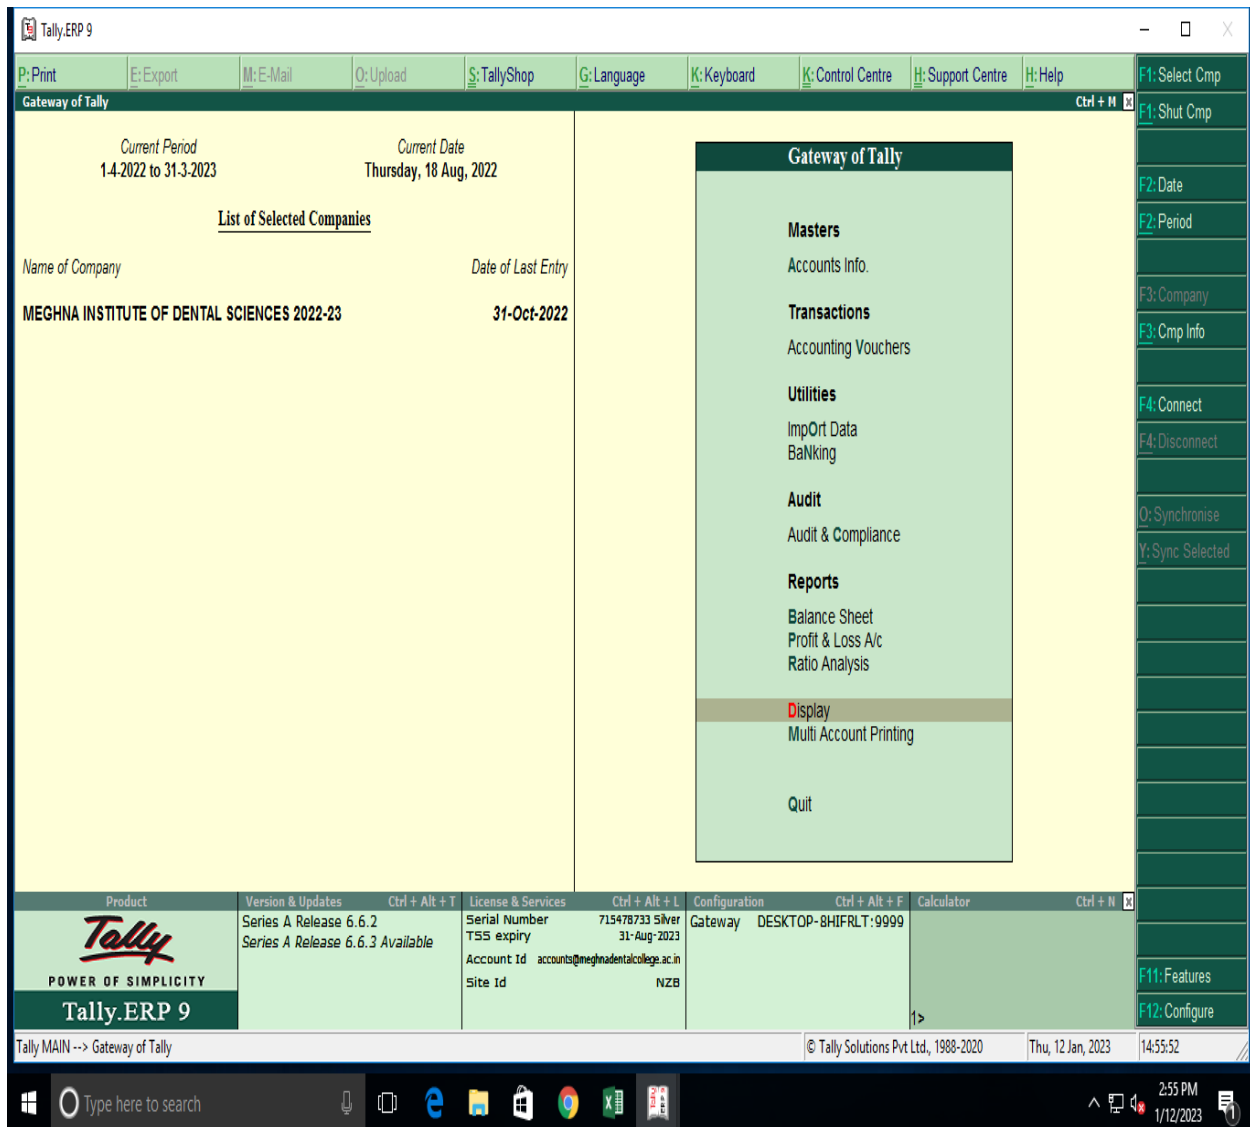 Tally.ERP 9
P: Print E: Export M: E-Mail O: Upload S: TallyShop G: Language K: Keyboard K: Control Centre H: Support Centre H: Help
Gateway of Tally Ctrl + M
Current Period Current Date
1-4-2022 to 31-3-2023 Thursday, 18 Aug, 2022
List of Selected Companies
Name of Company Date of Last Entry
MEGHNA INSTITUTE OF DENTAL SCIENCES 2022-23 31-Oct-2022
Gateway of Tally
Masters
Accounts Info.
Transactions
Accounting Vouchers
Utilities
ImpOrt Data
BaNking
Audit
Audit & Compliance
Reports
Balance Sheet
Profit & Loss A/c
Ratio Analysis
Display
Multi Account Printing
Quit
F1: Select Cmp
F1: Shut Cmp
F2: Date
F2: Period
F3: Company
F3: Cmp Info
F4: Connect
F4: Disconnect
O: Synchronise
Y: Sync Selected
F11: Features
F12: Configure
Product
Tally
POWER OF SIMPLICITY
Tally.ERP 9
Version & Updates Ctrl + Alt + T
Series A Release 6.6.2
Series A Release 6.6.3 Available
License & Services Ctrl + Alt + L
Serial Number 715478733 Silver
TSS expiry 31-Aug-2023
Account Id accounts@meghnadentalcollege.ac.in
Site Id NZB
Configuration Ctrl + Alt + F
Gateway DESKTOP-8HIFRLT:9999
Calculator Ctrl + N
1>
Tally MAIN --> Gateway of Tally © Tally Solutions Pvt Ltd., 1988-2020 Thu, 12 Jan, 2023 14:55:52
Type here to search
2:55 PM
1/12/2023
1